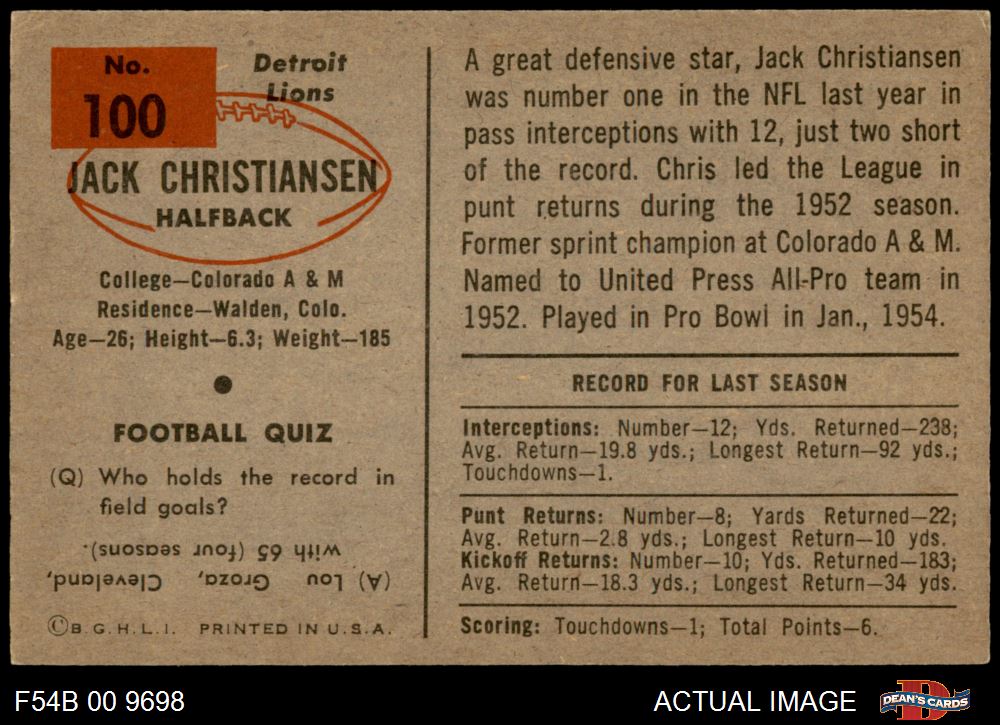 No.
100
Detroit
Lions
JACK CHRISTIANSEN
HALFBACK
College—Colorado A & M
Residence—Walden, Colo.
Age—26; Height—6.3; Weight—185
FOOTBALL QUIZ
(Q) Who holds the record in
field goals?
(A) Lou Groza, Cleveland,
with 65 (four seasons).
©B.G.H.L.I. PRINTED IN U.S.A.
A great defensive star, Jack Christiansen
was number one in the NFL last year in
pass interceptions with 12, just two short
of the record. Chris led the League in
punt returns during the 1952 season.
Former sprint champion at Colorado A & M.
Named to United Press All-Pro team in
1952. Played in Pro Bowl in Jan., 1954.
RECORD FOR LAST SEASON
Interceptions: Number—12; Yds. Returned—238;
Avg. Return—19.8 yds.; Longest Return—92 yds.;
Touchdowns—1.
Punt Returns: Number—8; Yards Returned—22;
Avg. Return—2.8 yds.; Longest Return—10 yds.
Kickoff Returns: Number—10; Yds. Returned—183;
Avg. Return—18.3 yds.; Longest Return—34 yds.
Scoring: Touchdowns—1; Total Points—6.
F54B 00 9698
ACTUAL IMAGE
D
DEAN'S CARDS